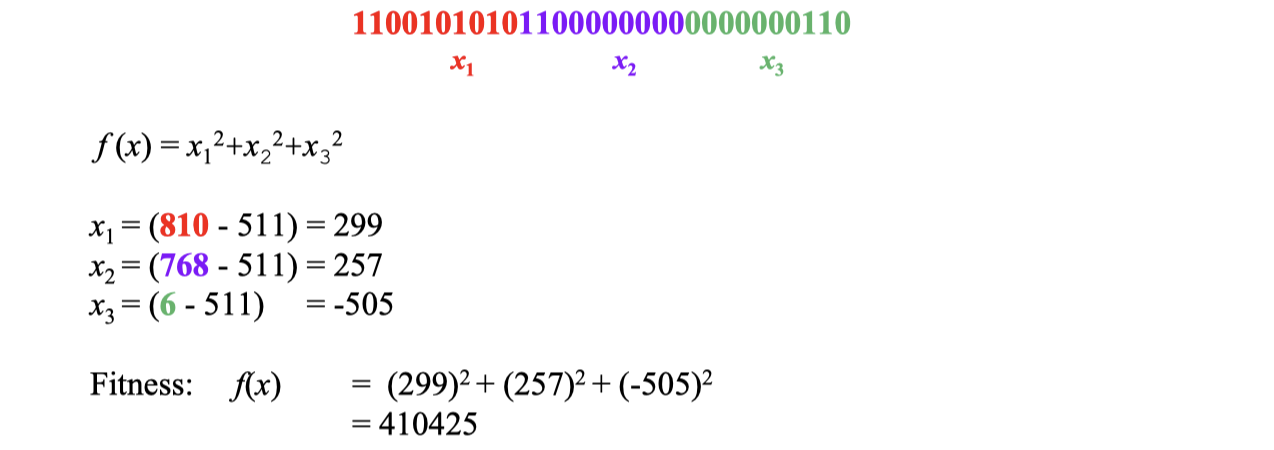 110010101011000000000000000110
x₁ x₂ x₃
f (x) = x₁²+x₂²+x₃²
x₁ = (810 - 511) = 299
x₂ = (768 - 511) = 257
x₃ = (6 - 511) = -505
Fitness: f(x) = (299)² + (257)² + (-505)²
= 410425